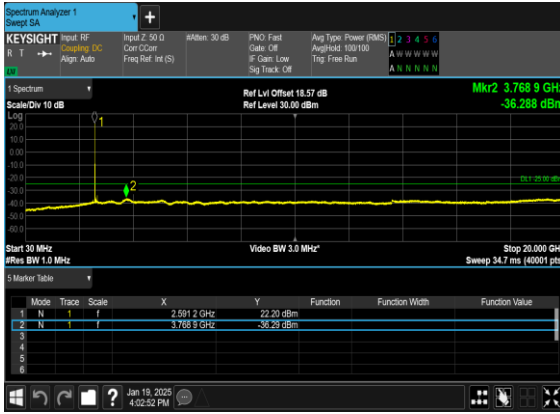 Spectrum Analyzer 1
Swept SA
+
KEYSIGHT Input: RF Input Z: 50 Ω #Atten: 30 dB PNO: Fast Avg Type: Power (RMS) 1 2 3 4 5 6
R T Coupling: DC Corr CCorr Gate: Off Avg|Hold: 100/100 A W W W W W
Align: Auto Freq Ref: Int (S) IF Gain: Low Trig: Free Run
LXI Sig Track: Off A N N N N N
1 Spectrum Ref Lvl Offset 18.57 dB Mkr2 3.768 9 GHz
Scale/Div 10 dB Ref Level 30.00 dBm -36.288 dBm
Log
20.0
10.0
0.00
-10.0
-20.0
-30.0
-40.0
-50.0
-60.0
1
2
DL1 -25.00 dBm
Start 30 MHz Video BW 3.0 MHz* Stop 20.000 GH
#Res BW 1.0 MHz Sweep 34.7 ms (40001 pts
5 Marker Table
Mode Trace Scale X Y Function Function Width Function Value
1 N 1 f 2.591 2 GHz 22.20 dBm
2 N 1 f 3.768 9 GHz -36.29 dBm
3
4
5
6
? Jan 19, 2025
4:02:52 PM